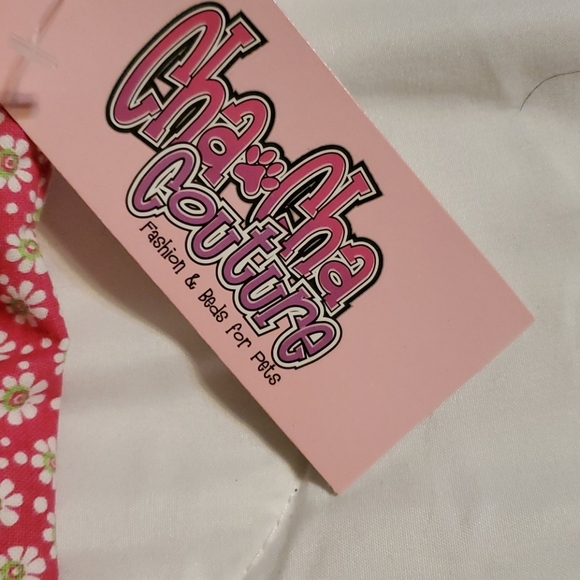 Cha Cha
Couture
Fashion & Beds for Pets